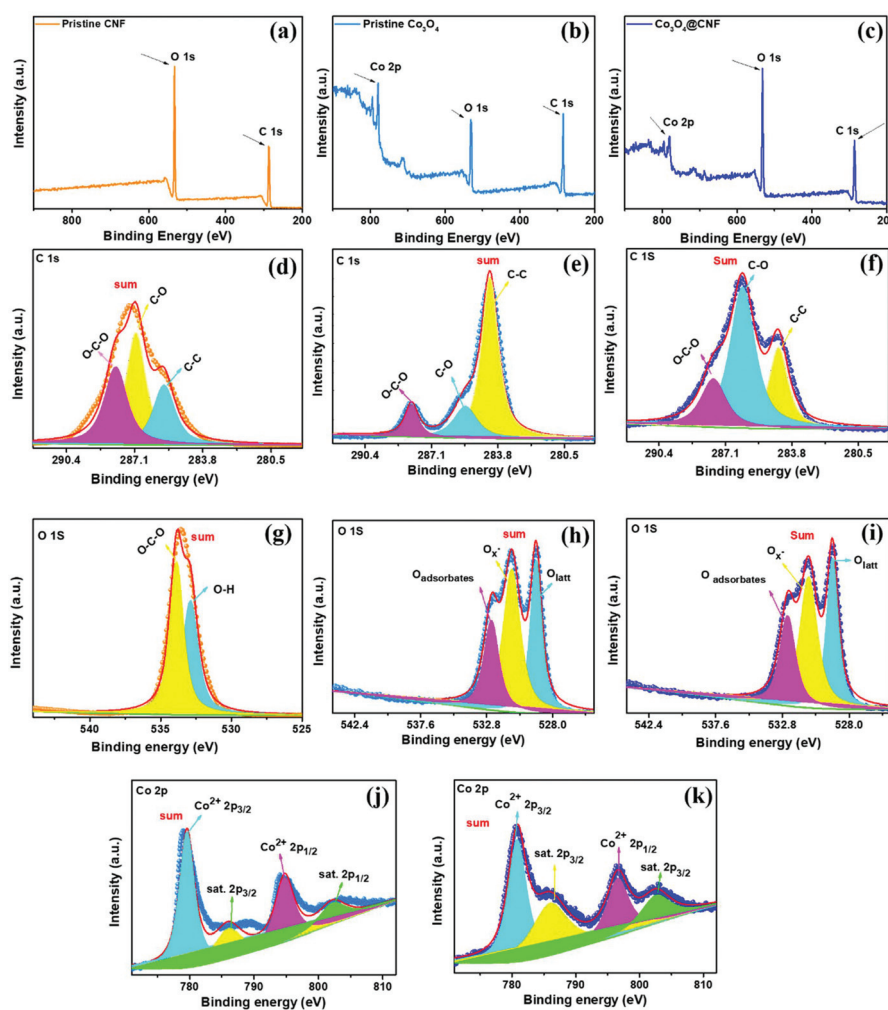 Pristine CNF
(a)
O 1s
C 1s
Intensity (a.u.)
800 600 400 200
Binding Energy (eV)
Pristine Co3O4
(b)
Co 2p
O 1s
C 1s
Intensity (a.u.)
900 800 700 600 500 400 300 200
Binding Energy (eV)
Co3O4@CNF
(c)
O 1s
Co 2p
C 1s
Intensity (a.u.)
800 600 400 200
Binding Energy (eV)
C 1s
(d)
sum
C-O
O-C-O
C-C
Intensity (a.u.)
290.4 287.1 283.8 280.5
Binding energy (eV)
C 1s
(e)
sum
C-C
C-O
O-C-O
Intensity (a.u.)
290.4 287.1 283.8 280.5
Binding energy (eV)
C 1S
(f)
Sum
C-O
C-C
O-C-O
Intensity (a.u.)
290.4 287.1 283.8 280.5
Binding energy (eV)
O 1S
(g)
O-C-O
sum
O-H
Intensity (a.u.)
540 535 530 525
Binding energy (eV)
O 1S
(h)
sum
Ox-
Oadsorbates
Olatt
Intensity (a.u.)
542.4 537.6 532.8 528.0
Binding energy (eV)
O 1S
(i)
Sum
Ox-
O adsorbates
Olatt
Intensity (a.u.)
542.4 537.6 532.8 528.0
Binding energy (eV)
Co 2p
(j)
Co2+ 2p3/2
sum
Co2+ 2p1/2
sat. 2p3/2
sat. 2p1/2
Intensity (a.u.)
780 790 800 810
Binding energy (eV)
Co 2p
(k)
Co2+
2p3/2
sum
Co2+
2p1/2
sat. 2p3/2
sat. 2p3/2
Intensity (a.u.)
780 790 800 810
Binding energy (eV)